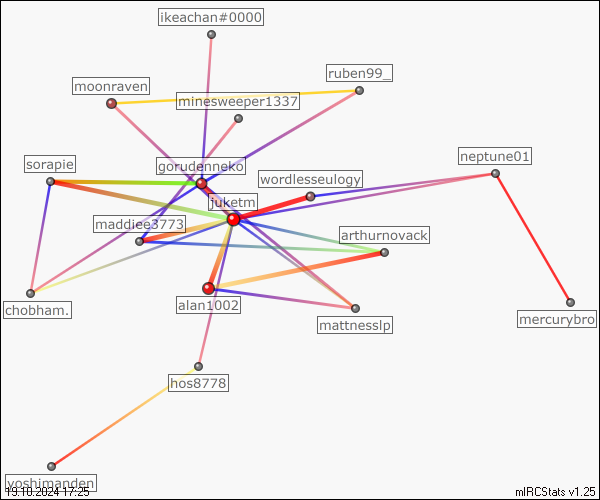 ikeachan#0000
ruben99_
moonraven
minesweeper1337
neptune01
sorapie
gorudenneko
wordlesseulogy
juketm
maddiee3773
arthurnovack
chobham.
alan1002
mattnesslp
mercurybro
hos8778
yoshimanden
19.10.2024 17:25
mIRCStats v1.25